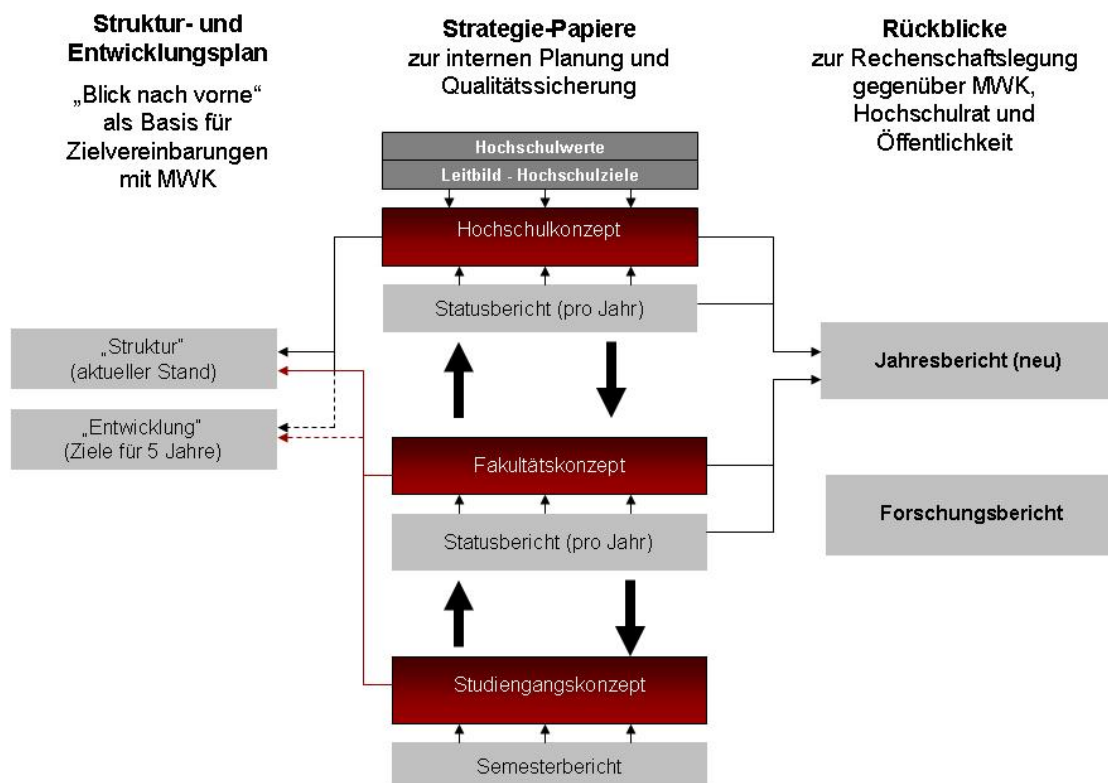 Struktur- und
Entwicklungsplan
„Blick nach vorne“
als Basis für
Zielvereinbarungen
mit MWK
Strategie-Papiere
zur internen Planung und
Qualitätssicherung
Rückblicke
zur Rechenschaftslegung
gegenüber MWK,
Hochschulrat und
Öffentlichkeit
Hochschulwerte
Leitbild - Hochschulziele
Hochschulkonzept
Statusbericht (pro Jahr)
„Struktur“
(aktueller Stand)
„Entwicklung“
(Ziele für 5 Jahre)
Jahresbericht (neu)
Fakultätskonzept
Forschungsbericht
Statusbericht (pro Jahr)
Studiengangskonzept
Semesterbericht